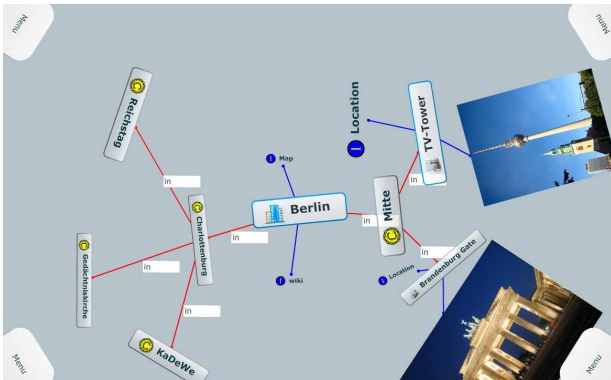 Menu
Menu
Reichstag
Location
TV-Tower
in
in
Map
C
Charlottenburg
Berlin
C
Mitte
in
in
in
Gedächtniskirche
in
in
I wiki
Location
Brandenburg Gate
KaDeWe
Menu
Menu